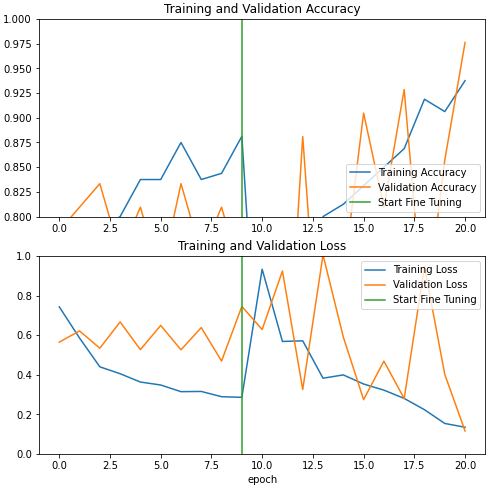 Training and Validation Accuracy
1.000
0.975
0.950
0.925
0.900
0.875
0.850
0.825
0.800
Training Accuracy
Validation Accuracy
Start Fine Tuning
0.0 2.5 5.0 7.5 10.0 12.5 15.0 17.5 20.0
Training and Validation Loss
1.0
0.8
0.6
0.4
0.2
0.0
Training Loss
Validation Loss
Start Fine Tuning
0.0 2.5 5.0 7.5 10.0 12.5 15.0 17.5 20.0
epoch